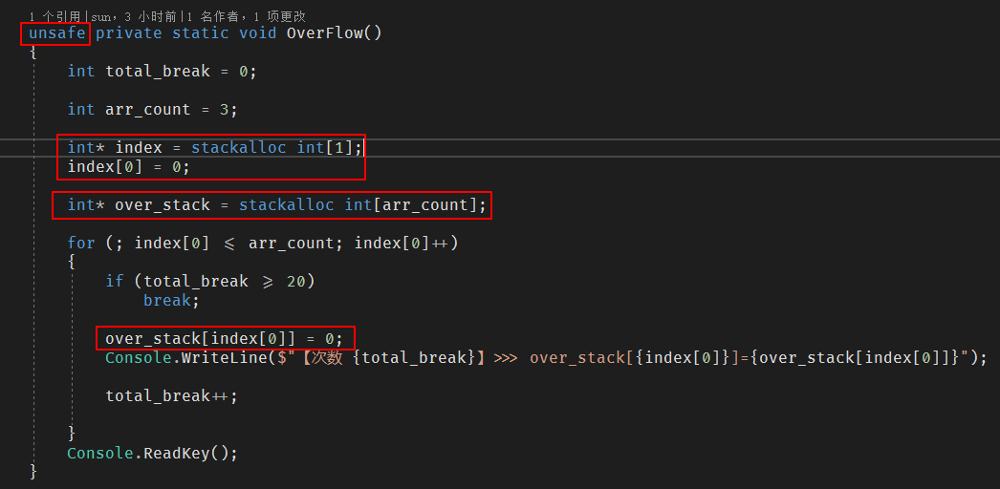 1 个引用|sun，3 小时前|1 名作者，1 项更改
unsafe private static void OverFlow()
{
int total_break = 0;
int arr_count = 3;
int* index = stackalloc int[1];
index[0] = 0;
int* over_stack = stackalloc int[arr_count];
for (; index[0] <= arr_count; index[0]++)
{
if (total_break >= 20)
break;
over_stack[index[0]] = 0;
Console.WriteLine($"【次数 {total_break}】>>> over_stack[{index[0]}]={over_stack[index[0]]}");
total_break++;
}
Console.ReadKey();
}